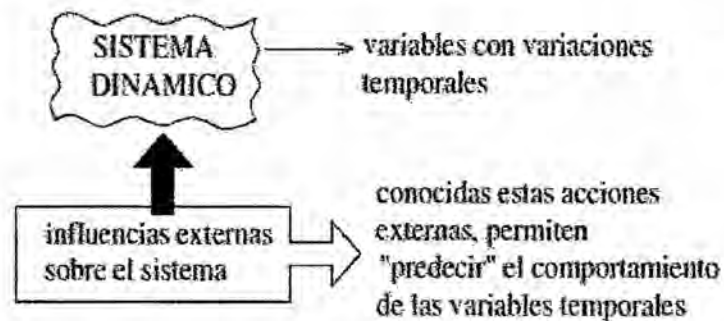 SISTEMA
DINAMICO
variables con variaciones
temporales
influencias externas
sobre el sistema
conocidas estas acciones
externas, permiten
"predecir" el comportamiento
de las variables temporales